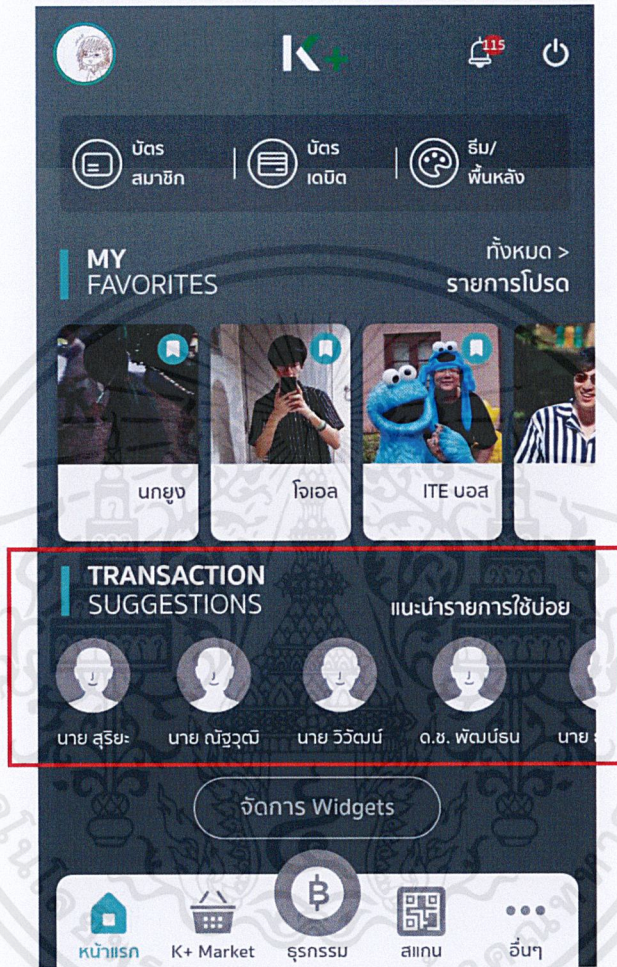 K+
115
บัตร
สมาชิก
บัตร
เดบิต
ธีม/
พื้นหลัง
MY
FAVORITES
ทั้งหมด >
รายการโปรด
นกยูง
โจเอล
ITE บอส
TRANSACTION
SUGGESTIONS
แนะนำรายการใช้บ่อย
นาย สุริยะ
นาย ณัฐวุฒิ
นาย วิวัฒน์
ด.ช. พัฒน์ธน
นาย
จัดการ Widgets
หน้าแรก
K+ Market
ธุรกรรม
สแกน
อื่นๆ